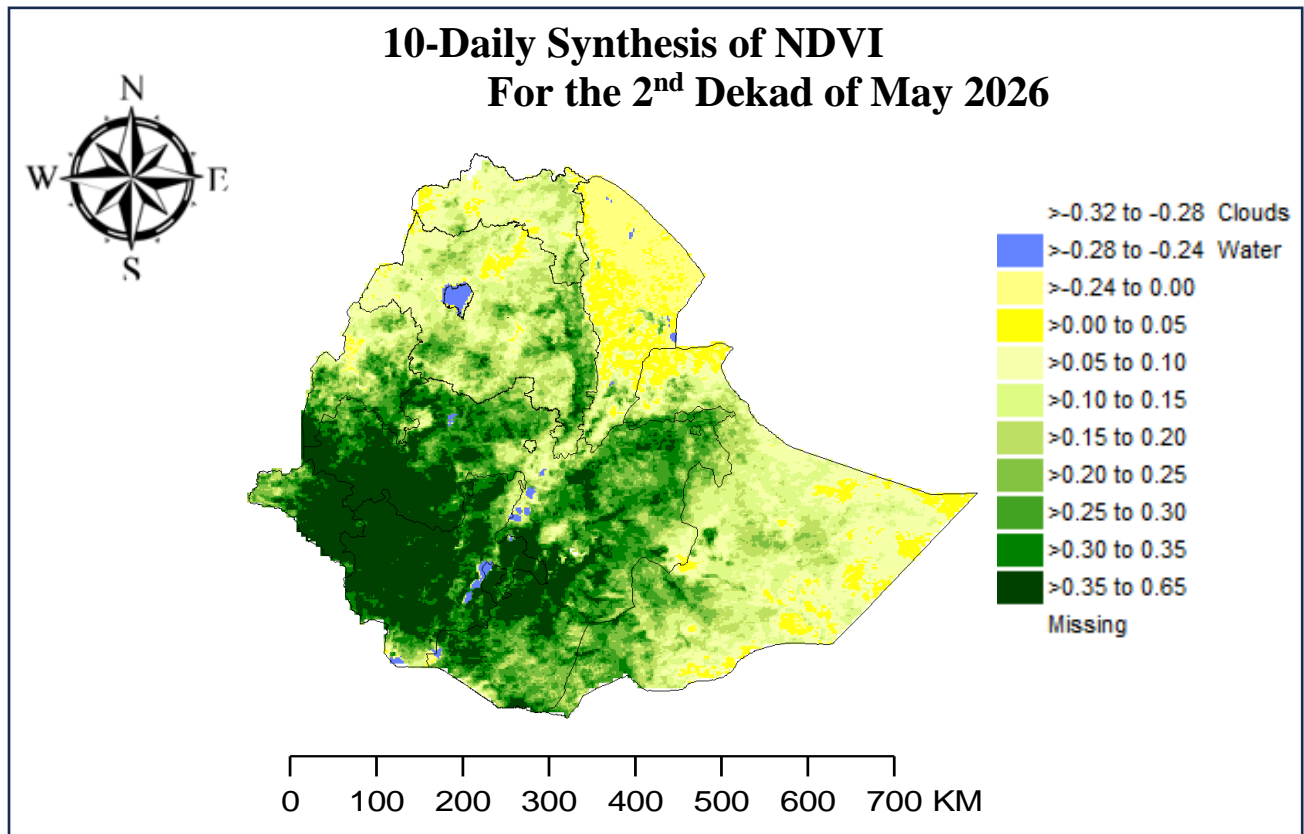 10-Daily Synthesis of NDVI
For the 2nd Dekad of May 2026
N
W
E
S
>-0.32 to -0.28 Clouds
>-0.28 to -0.24 Water
>-0.24 to 0.00
>0.00 to 0.05
>0.05 to 0.10
>0.10 to 0.15
>0.15 to 0.20
>0.20 to 0.25
>0.25 to 0.30
>0.30 to 0.35
>0.35 to 0.65
Missing
0 100 200 300 400 500 600 700 KM